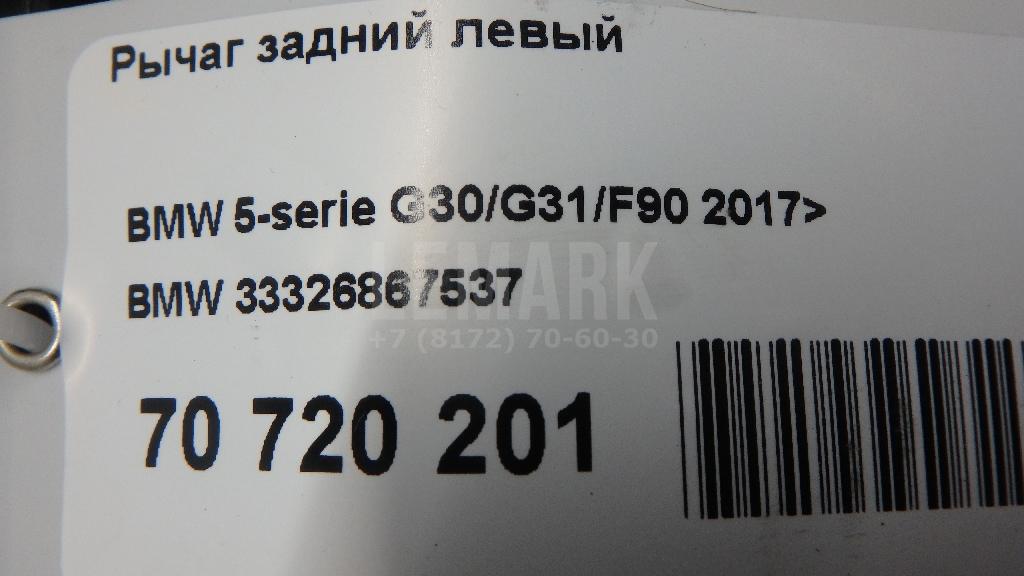 Рычаг задний левый
BMW 5-serie G30/G31/F90 2017>
BMW 33326867537
LEMARK
+7 (8172) 70-60-30
70 720 201